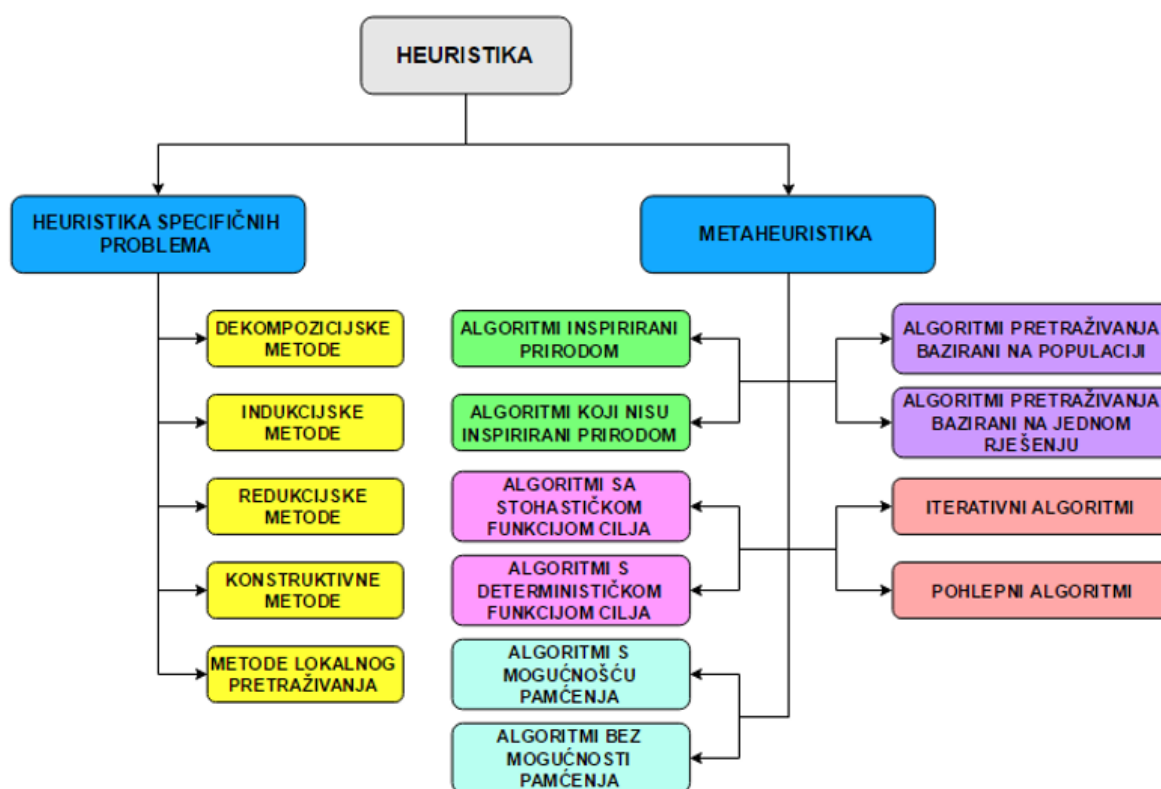 HEURISTIKA
HEURISTIKA SPECIFIČNIH
PROBLEMA
METAHEURISTIKA
DEKOMPOZICIJSKE
METODE
INDUKCIJSKE
METODE
REDUKCIJSKE
METODE
KONSTRUKTIVNE
METODE
METODE LOKALNOG
PRETRAŽIVANJA
ALGORITMI INSPIRIRANI
PRIRODOM
ALGORITMI KOJI NISU
INSPIRIRANI PRIRODOM
ALGORITMI SA
STOHASTIČKOM
FUNKCIJOM CILJA
ALGORITMI S
DETERMINISTIČKOM
FUNKCIJOM CILJA
ALGORITMI S
MOGUĆNOŠĆU
PAMĆENJA
ALGORITMI BEZ
MOGUĆNOSTI
PAMĆENJA
ALGORITMI PRETRAŽIVANJA
BAZIRANI NA POPULACIJI
ALGORITMI PRETRAŽIVANJA
BAZIRANI NA JEDNOM
RJEŠENJU
ITERATIVNI ALGORITMI
POHLEPNI ALGORITMI